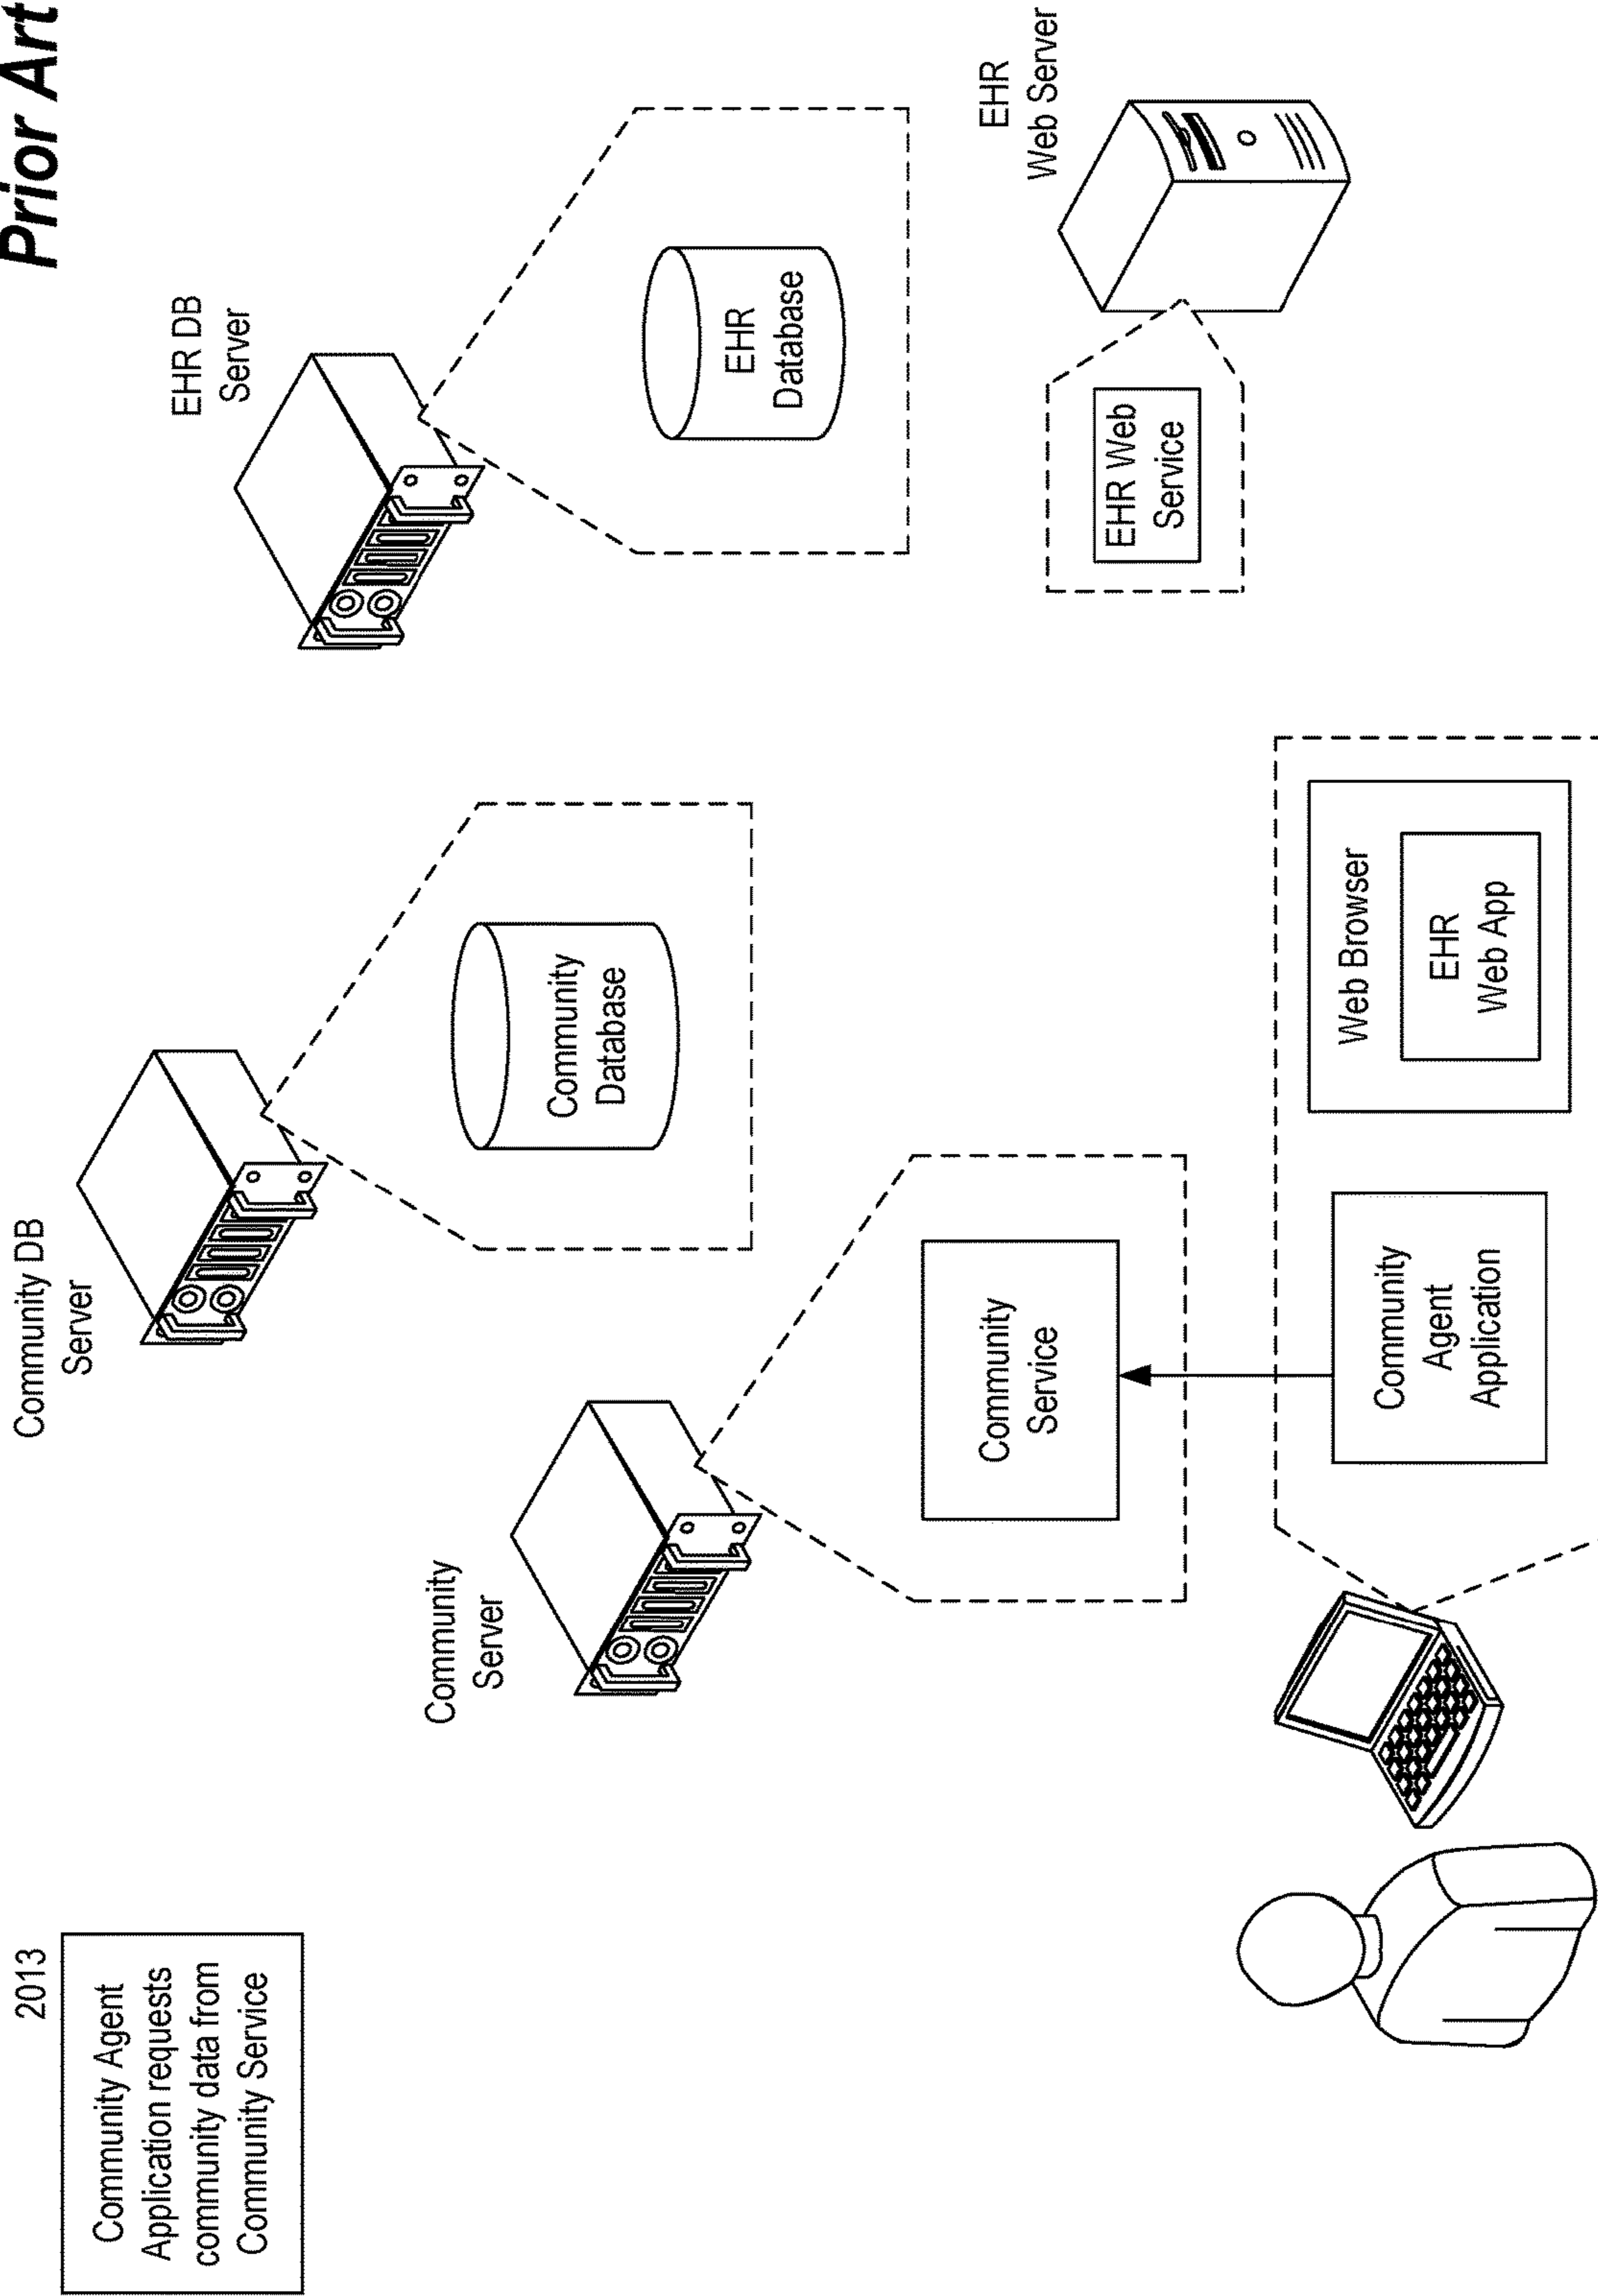 Prior Art
2013
Community Agent
Application requests
community data from
Community Service
Community DB
Server
EHR DB
Server
Community
Server
Community
Database
EHR
Database
EHR
Web Server
Community
Service
EHR Web
Service
Community
Agent
Application
Web Browser
EHR
Web App